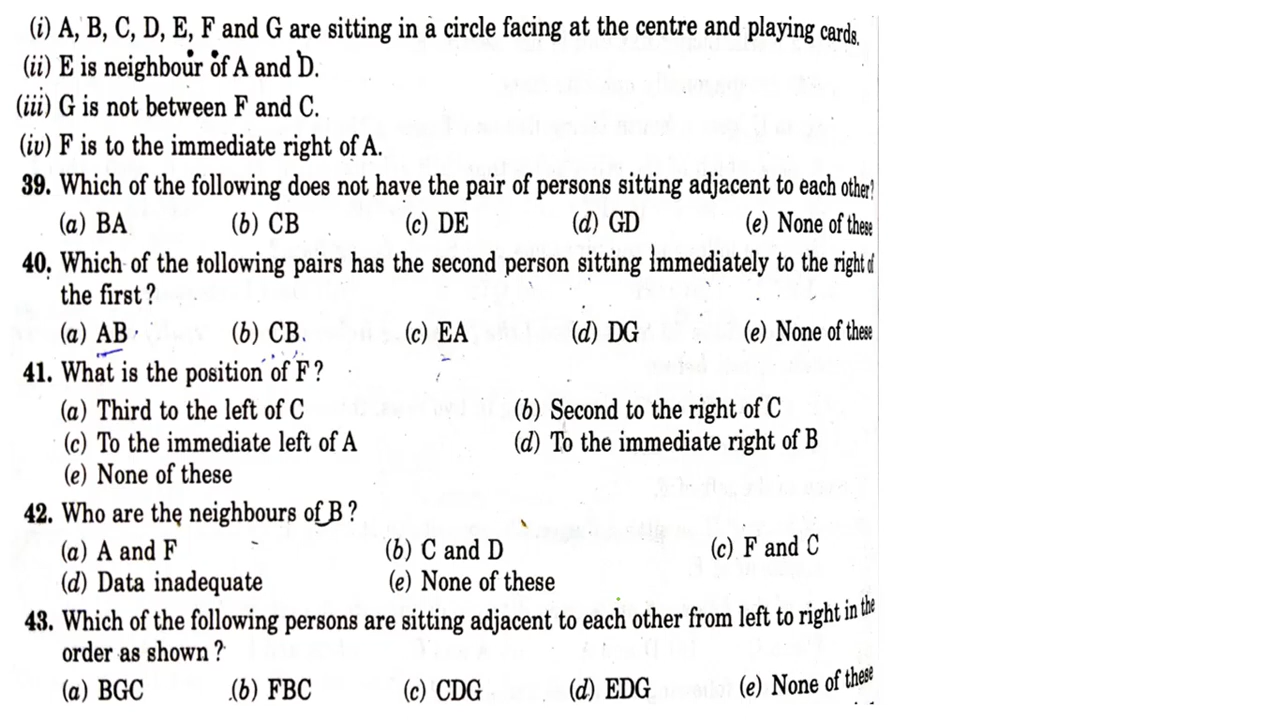 (i) A, B, C, D, E, F and G are sitting in a circle facing at the centre and playing cards.
(ii) E is neighbour of A and D.
(iii) G is not between F and C.
(iv) F is to the immediate right of A.
39. Which of the following does not have the pair of persons sitting adjacent to each other?
(a) BA (b) CB (c) DE (d) GD (e) None of these
40. Which of the following pairs has the second person sitting immediately to the right of
the first?
(a) AB (b) CB (c) EA (d) DG (e) None of these
41. What is the position of F?
(a) Third to the left of C (b) Second to the right of C
(c) To the immediate left of A (d) To the immediate right of B
(e) None of these
42. Who are the neighbours of B?
(a) A and F (b) C and D (c) F and C
(d) Data inadequate (e) None of these
43. Which of the following persons are sitting adjacent to each other from left to right in the
order as shown?
(a) BGC (b) FBC (c) CDG (d) EDG (e) None of these